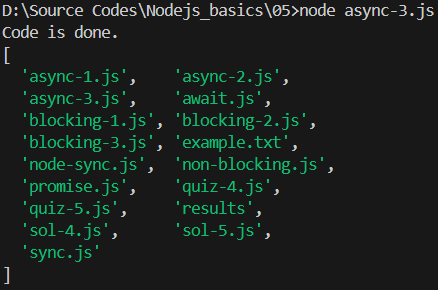 D:\Source Codes\Nodejs_basics\05>node async-3.js
Code is done.
[
  'async-1.js',    'async-2.js',
  'async-3.js',    'await.js',
  'blocking-1.js', 'blocking-2.js',
  'blocking-3.js', 'example.txt',
  'node-sync.js',  'non-blocking.js',
  'promise.js',    'quiz-4.js',
  'quiz-5.js',     'results',
  'sol-4.js',      'sol-5.js',
  'sync.js'
]